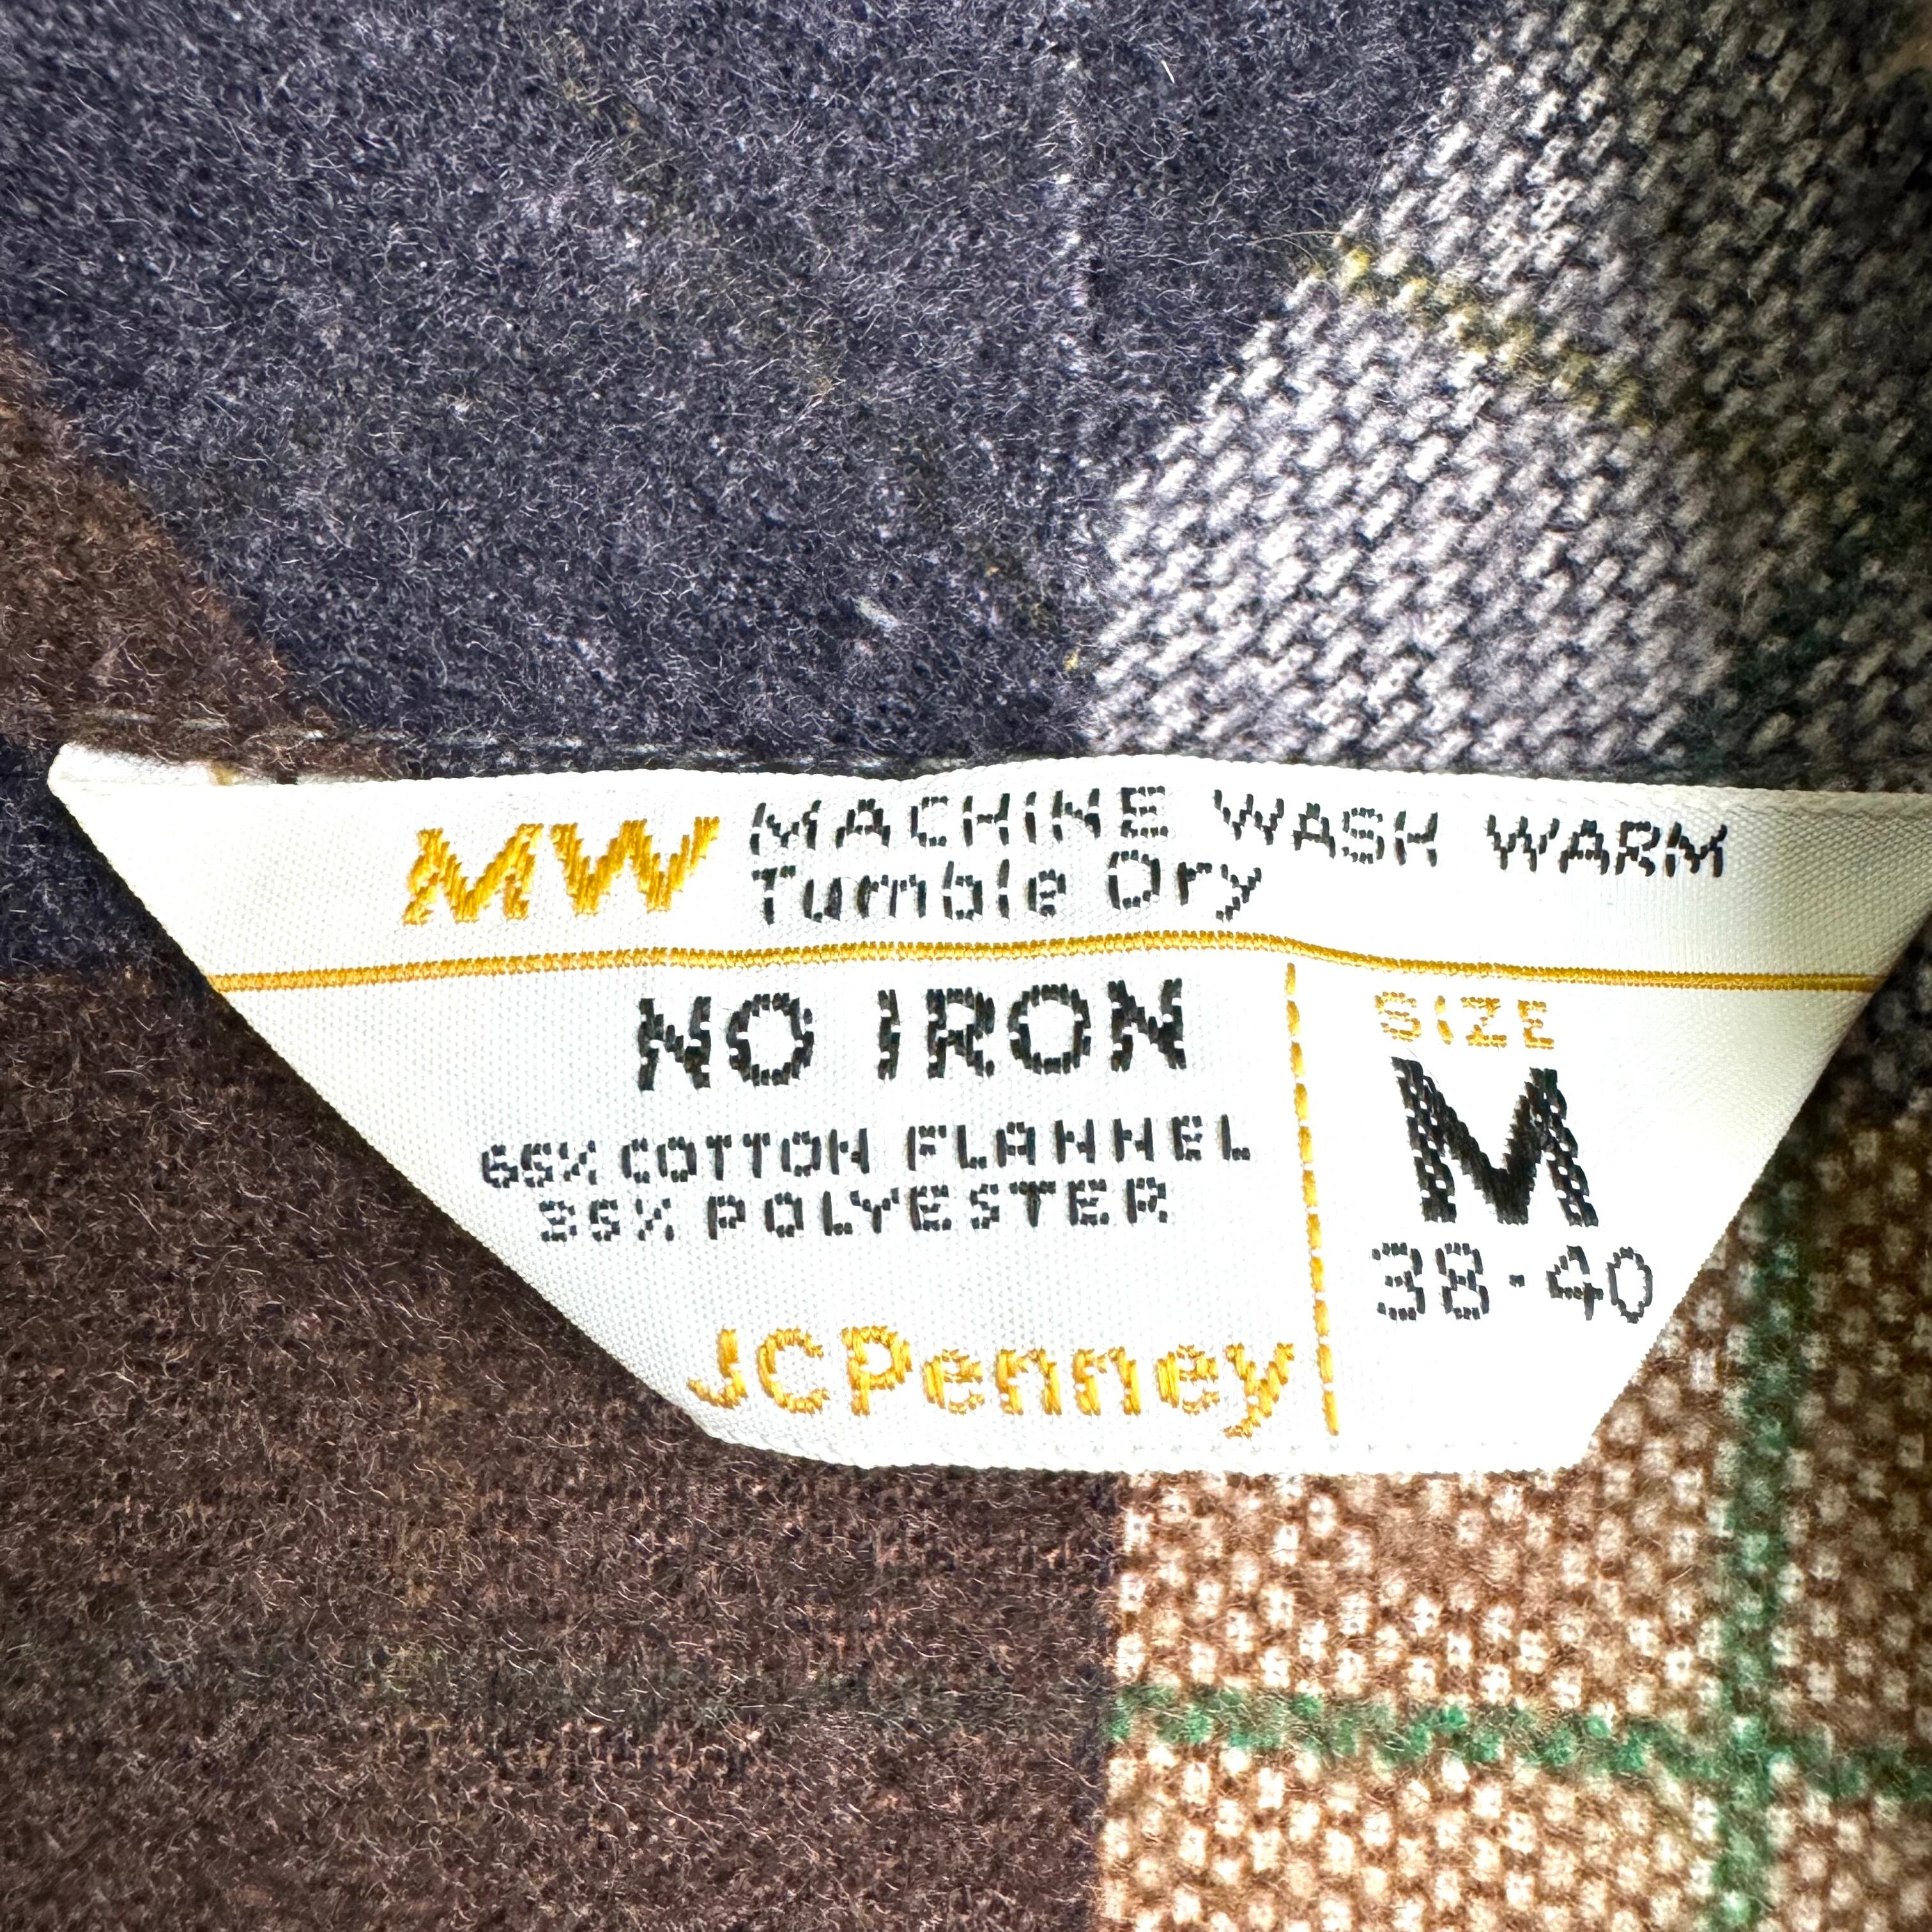 MW MACHINE WASH WARM
Tumble Dry
NO IRON
65% COTTON FLANNEL
35% POLYESTER
JCPenney
SIZE
M
38-40